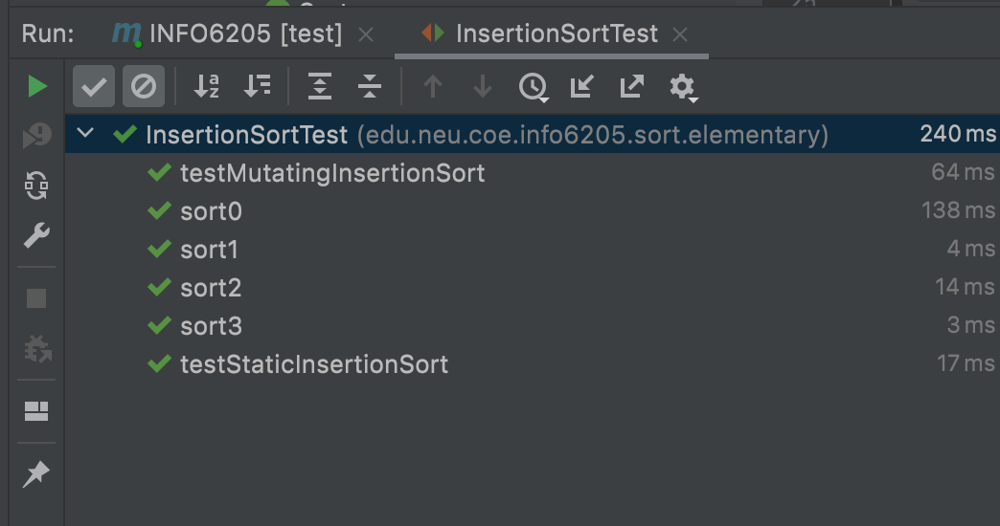 Run: m INFO6205 [test] InsertionSortTest
InsertionSortTest (edu.neu.coe.info6205.sort.elementary) 240 ms
testMutatingInsertionSort 64 ms
sort0 138 ms
sort1 4 ms
sort2 14 ms
sort3 3 ms
testStaticInsertionSort 17 ms